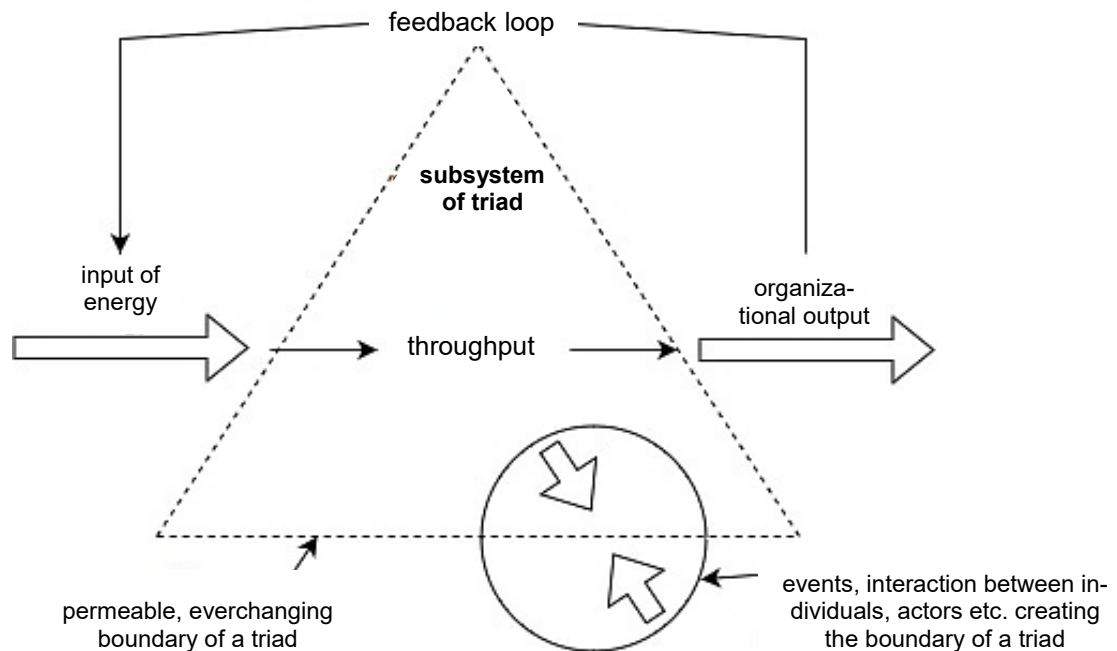 feedback loop
subsystem
of triad
input of
energy
organiza-
tional output
throughput
permeable, everchanging
boundary of a triad
events, interaction between in-
dividuals, actors etc. creating
the boundary of a triad